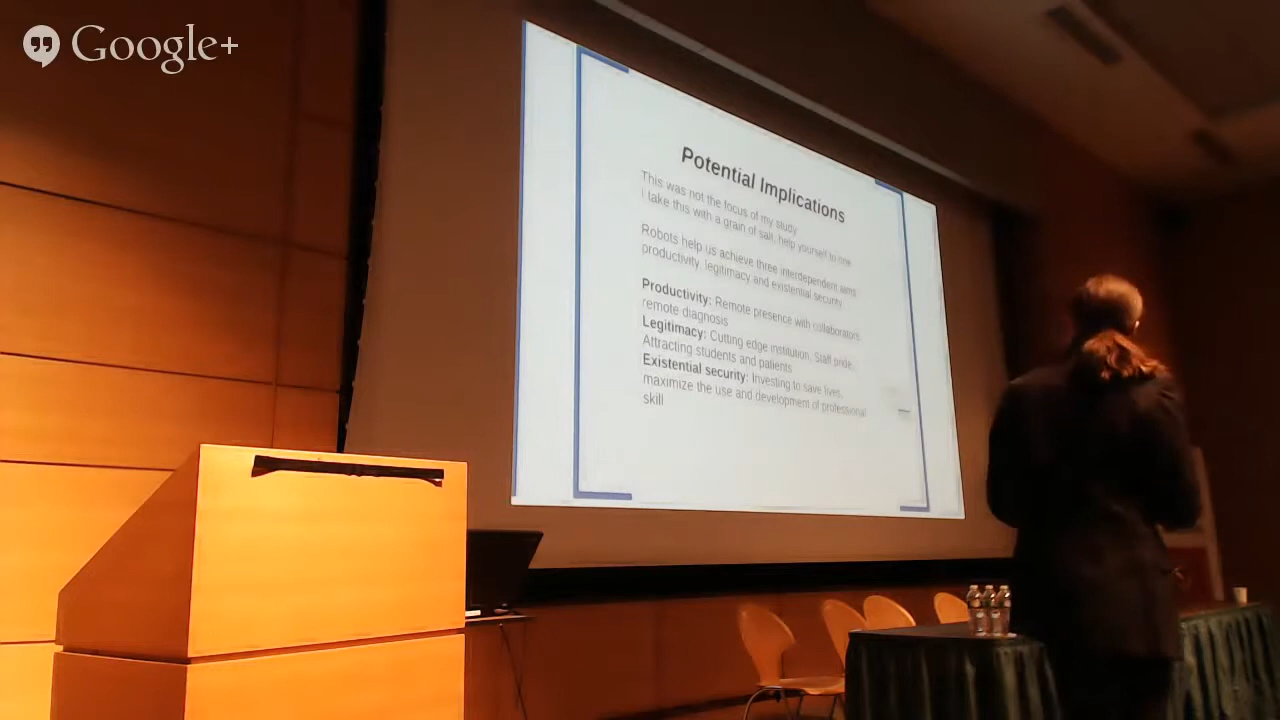 Google+
Potential Implications
This was not the focus of my study
I take this with a grain of salt, help yourself to one
Robots help us achieve three interdependent aims
productivity, legitimacy and existential security
Productivity: Remote presence with collaborators,
remote diagnosis
Legitimacy: Cutting edge institution, Staff pride,
Attracting students and patients
Existential security: Investing to save lives,
maximize the use and development of professional
skill